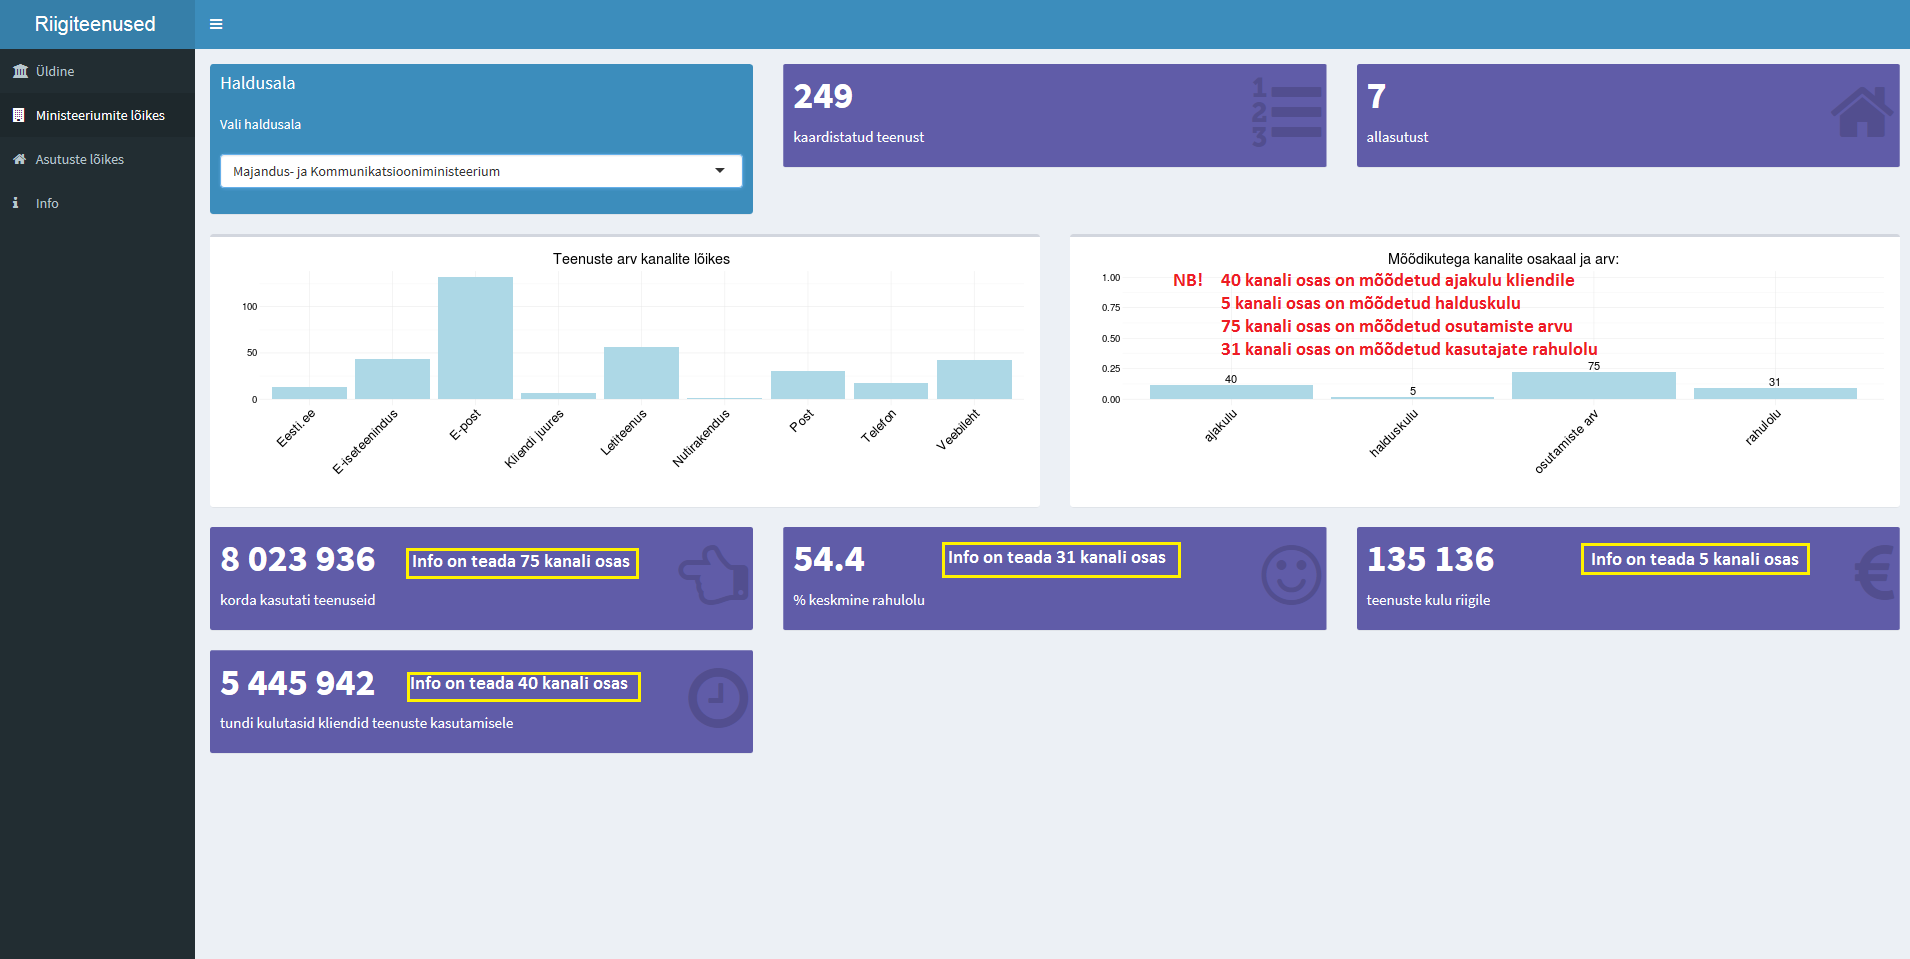 Riigiteenused
Üldine
Ministeeriumite lõikes
Asutuste lõikes
Info
Haldusala
Vali haldusala
Majandus- ja Kommunikatsiooniministeerium
249
kaardistatud teenust
1
2
3
7
allasutust
Teenuste arv kanalite lõikes
100
50
0
Eesti.ee
E-iseteenindus
E-post
Kliendi juures
Letiteenus
Nutirakendus
Post
Telefon
Veebileht
Mõõdikutega kanalite osakaal ja arv:
NB! 40 kanali osas on mõõdetud ajakulu kliendile
5 kanali osas on mõõdetud halduskulu
75 kanali osas on mõõdetud osutamiste arvu
31 kanali osas on mõõdetud kasutajate rahulolu
1.00
0.75
0.50
0.25
0.00
40
5
75
31
ajakulu
halduskulu
osutamiste arv
rahulolu
8 023 936
Info on teada 75 kanali osas
korda kasutati teenuseid
54.4
Info on teada 31 kanali osas
% keskmine rahulolu
135 136
Info on teada 5 kanali osas
teenuste kulu riigile
€
5 445 942
Info on teada 40 kanali osas
tundi kulutasid kliendid teenuste kasutamisele